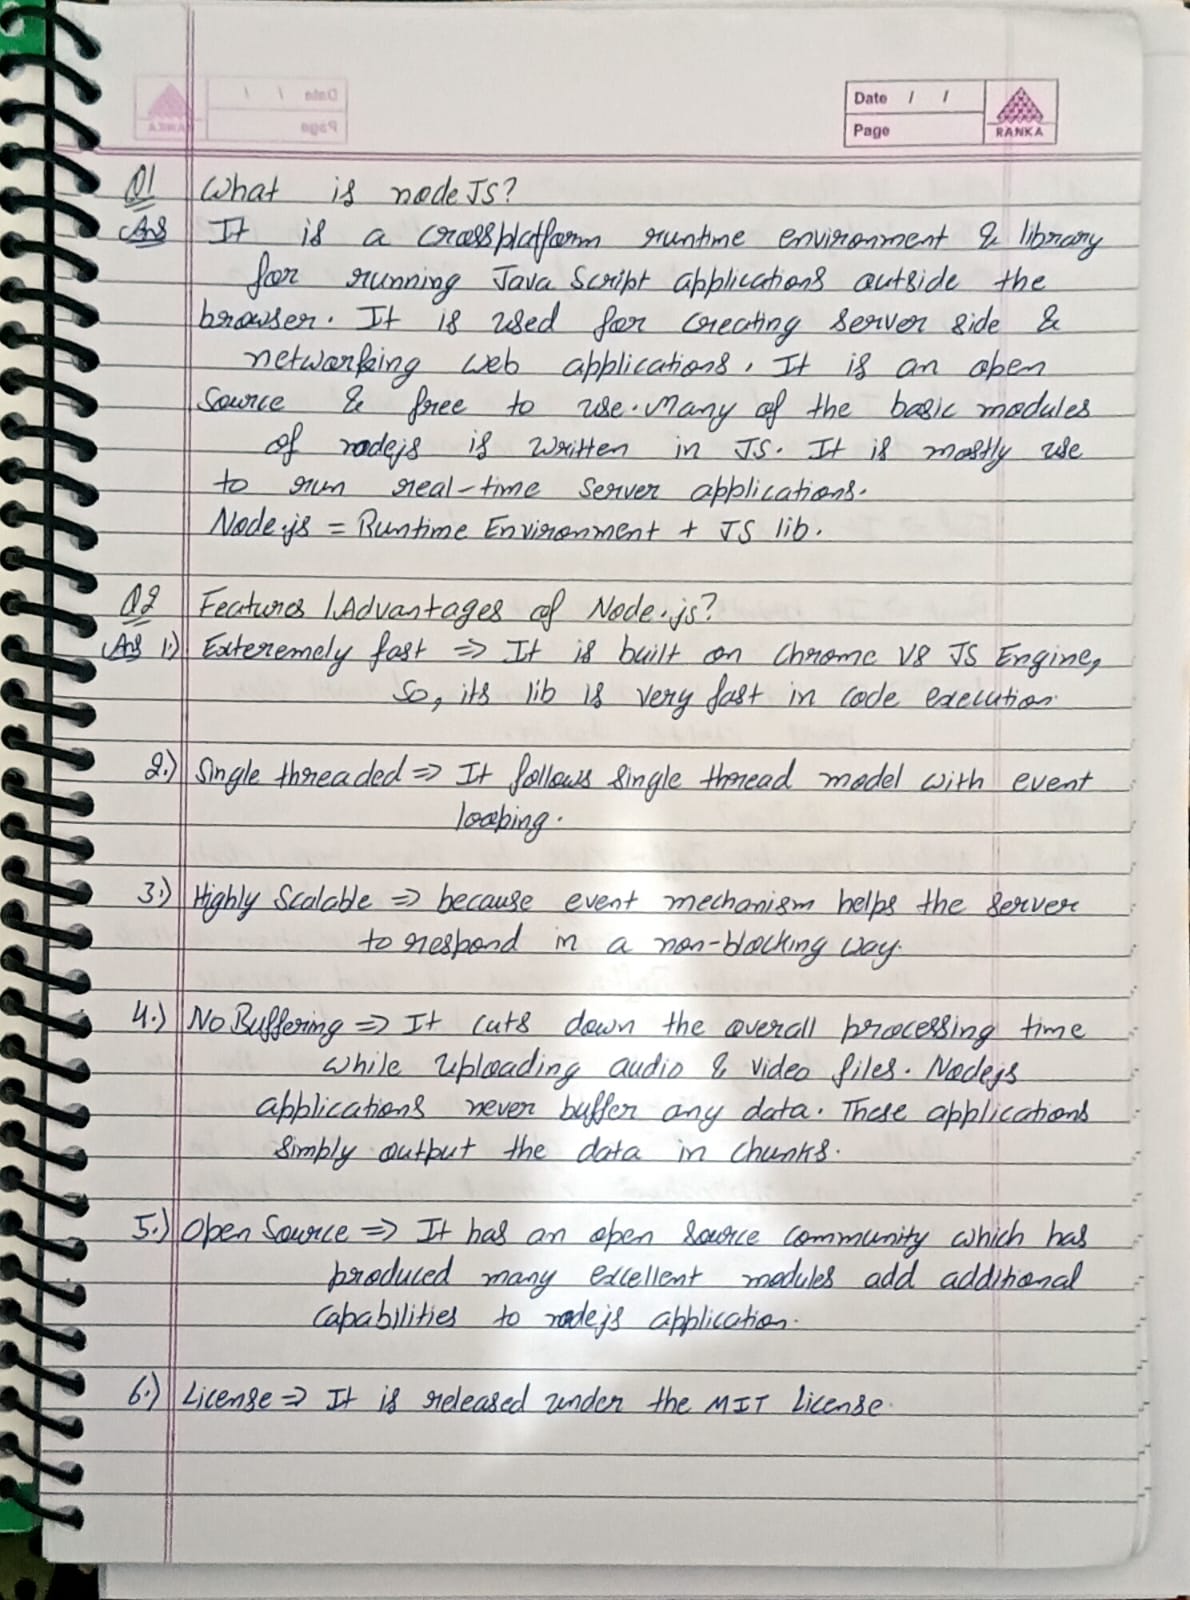 Date / /
Page
RANKA
Q1 What is node JS?
Ans It is a crossplatform runtime environment & library
for running Java Script applications outside the
browser. It is used for creating server side &
networking web applications. It is an open
Source & free to use. Many of the basic modules
of nodejs is written in JS. It is mostly use
to run real-time server applications.
Node.js = Runtime Environment + JS lib.
Q2 Features / Advantages of Node.js?
Ans 1.) Exteremely fast => It is built on Chrome V8 JS Engine,
So, its lib is very fast in code execution.
2.) Single threaded => It follows single thread model with event
looping.
3.) Highly Scalable => because event mechanism helps the server
to respond in a non-blocking way.
4.) No Buffering => It cuts down the overall processing time
while uploading audio & video files. Nodejs
applications never buffer any data. These applications
simply output the data in chunks.
5.) Open Source => It has an open source community which has
produced many excellent modules add additional
capabilities to nodejs application.
6.) License => It is released under the MIT License.